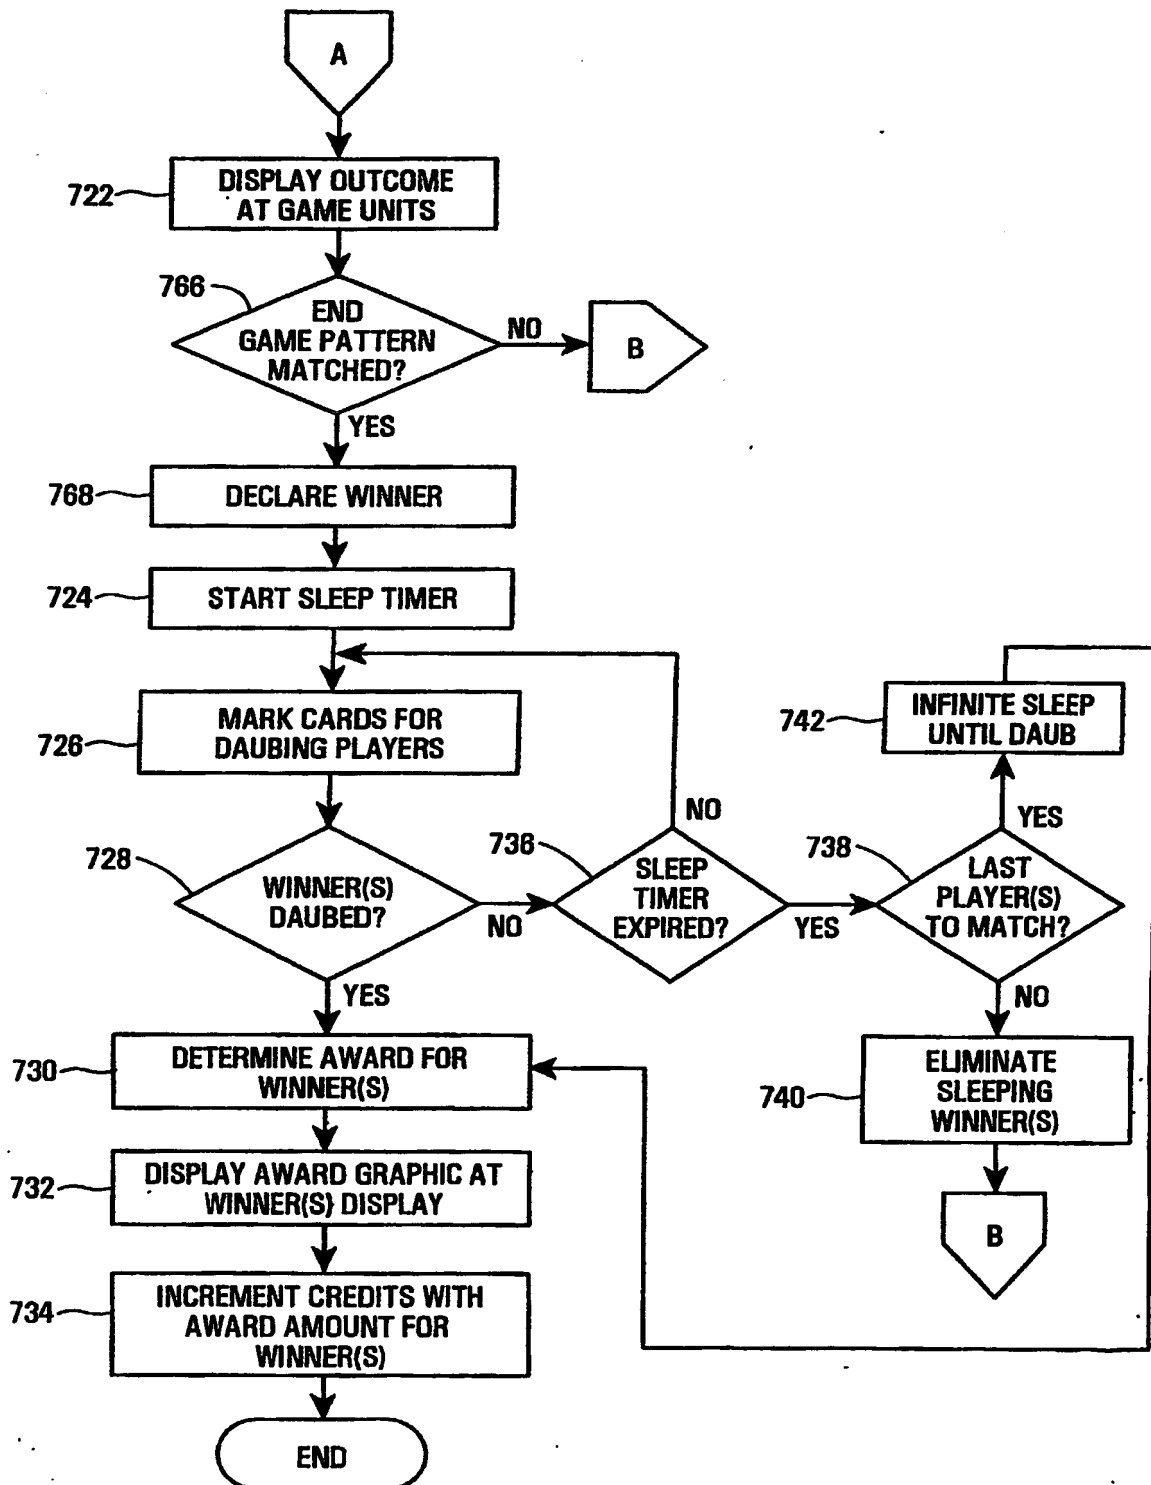 A
722
DISPLAY OUTCOME
AT GAME UNITS
766
END
GAME PATTERN
MATCHED?
NO
B
YES
768
DECLARE WINNER
724
START SLEEP TIMER
726
MARK CARDS FOR
DAUBING PLAYERS
742
INFINITE SLEEP
UNTIL DAUB
NO
YES
728
WINNER(S)
DAUBED?
NO
736
SLEEP
TIMER
EXPIRED?
YES
738
LAST
PLAYER(S)
TO MATCH?
YES
NO
730
DETERMINE AWARD FOR
WINNER(S)
740
ELIMINATE
SLEEPING
WINNER(S)
732
DISPLAY AWARD GRAPHIC AT
WINNER(S) DISPLAY
B
734
INCREMENT CREDITS WITH
AWARD AMOUNT FOR
WINNER(S)
END